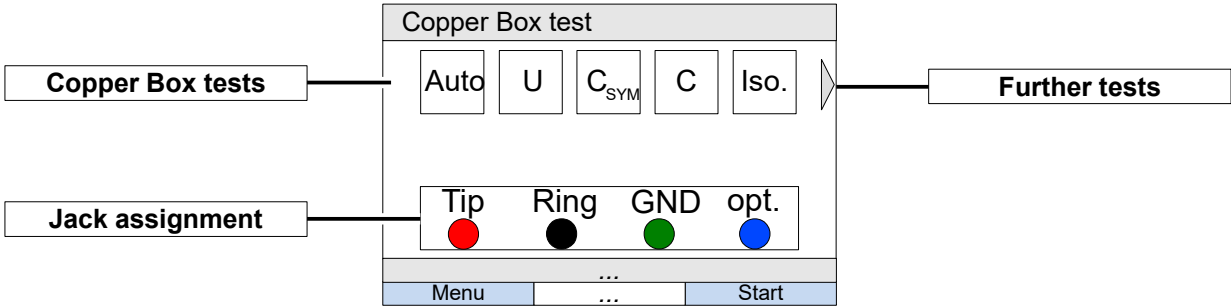 Copper Box test
Copper Box tests
Auto U CSYM C Iso.
Further tests
Jack assignment
Tip Ring GND opt.
...
Menu ... Start